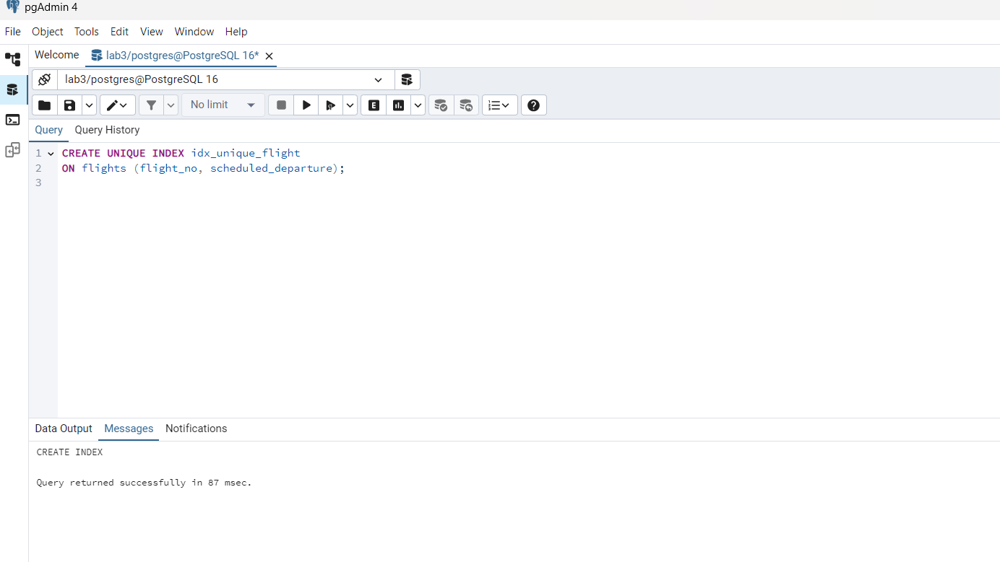 pgAdmin 4
File Object Tools Edit View Window Help
Welcome lab3/postgres@PostgreSQL 16*
lab3/postgres@PostgreSQL 16
No limit E
Query Query History
1 CREATE UNIQUE INDEX idx_unique_flight
2 ON flights (flight_no, scheduled_departure);
3
Data Output Messages Notifications
CREATE INDEX
Query returned successfully in 87 msec.